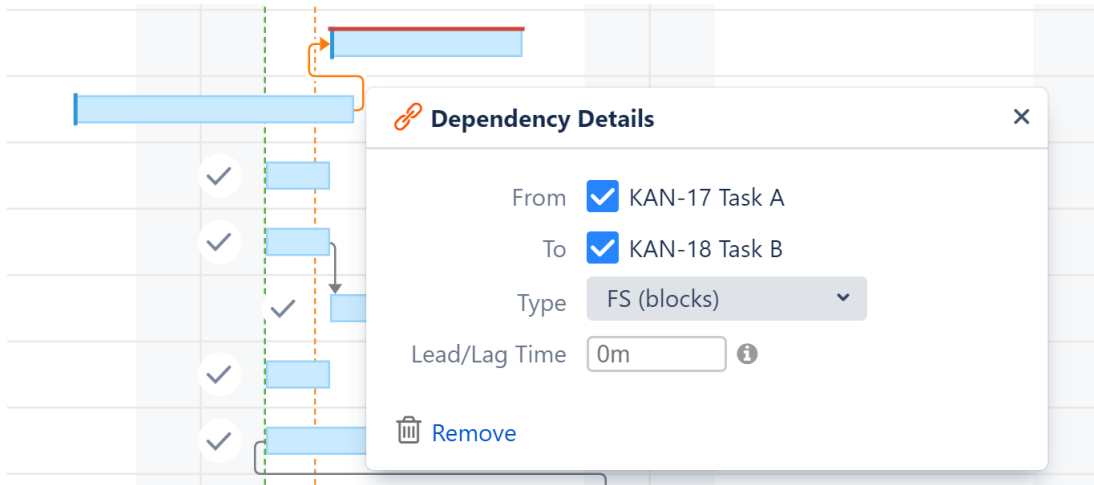 Dependency Details
From KAN-17 Task A
To KAN-18 Task B
Type FS (blocks)
Lead/Lag Time 0m
Remove